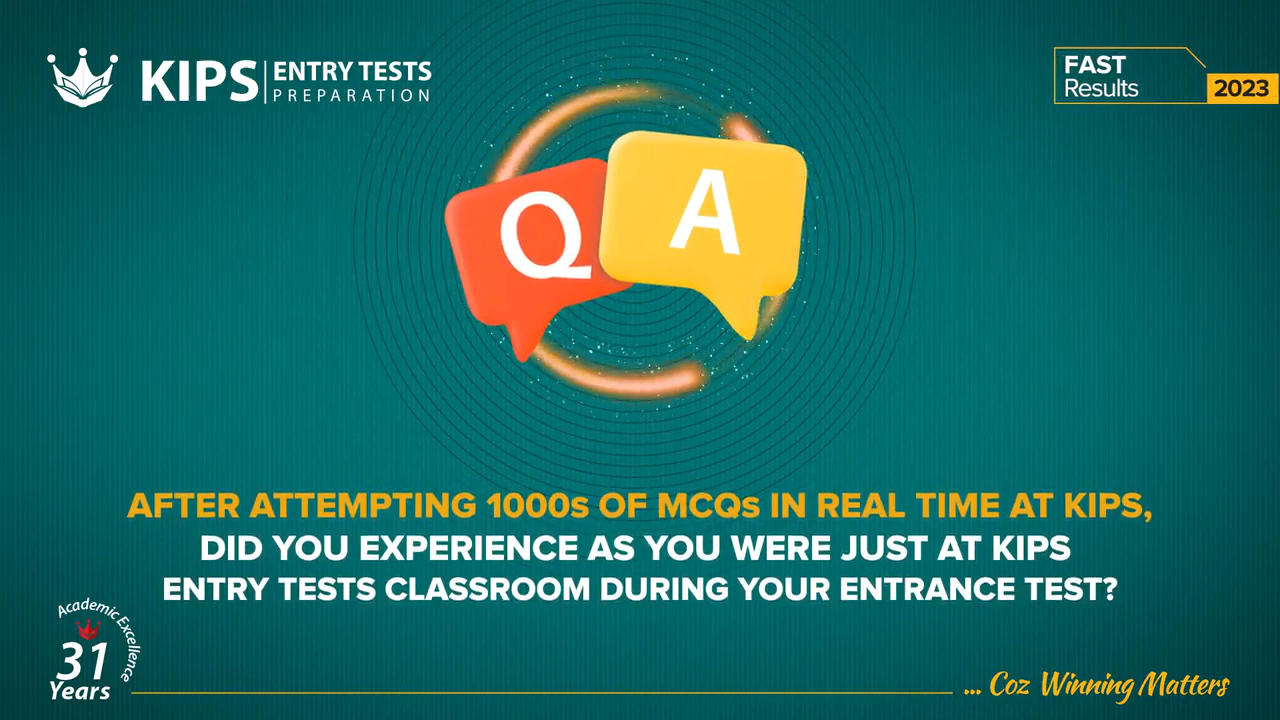 KIPS ENTRY TESTS
PREPARATION
FAST
Results
2023
Q A
AFTER ATTEMPTING 1000s OF MCQs IN REAL TIME AT KIPS,
DID YOU EXPERIENCE AS YOU WERE JUST AT KIPS
ENTRY TESTS CLASSROOM DURING YOUR ENTRANCE TEST?
Academic Excellence
31
Years
... Coz Winning Matters